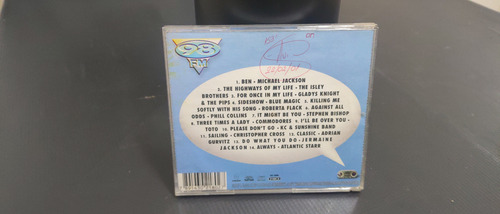 98
FM
1. BEN - MICHAEL JACKSON
2. THE HIGHWAYS OF MY LIFE - THE ISLEY
BROTHERS 3. FOR ONCE IN MY LIFE - GLADYS KNIGHT
& THE PIPS 4. SIDESHOW - BLUE MAGIC 5. KILLING ME
SOFTLY WITH HIS SONG - ROBERTA FLACK 6. AGAINST ALL
ODDS - PHILL COLLINS 7. IT MIGHT BE YOU - STEPHEN BISHOP
8. THREE TIMES A LADY - COMMODORES 9. I'LL BE OVER YOU -
TOTO 10. PLEASE DON'T GO - KC & SUNSHINE BAND
11. SAILING - CHRISTOPHER CROSS 12. CLASSIC - ADRIAN
GURVITZ 13. DO WHAT YOU DO - JERMAINE
JACKSON 14. ALWAYS - ATLANTIC STARR